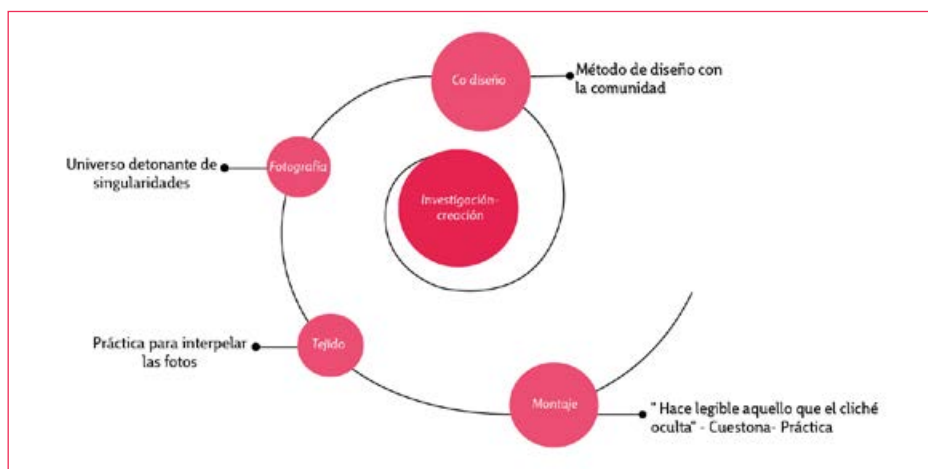 Co diseño
Método de diseño con
la comunidad
Fotografía
Universo detonante de
singularidades
Investigación-
creación
Tejido
Práctica para interpelar
las fotos
Montaje
" Hace legible aquello que el cliché
oculta" - Cuestona- Práctica